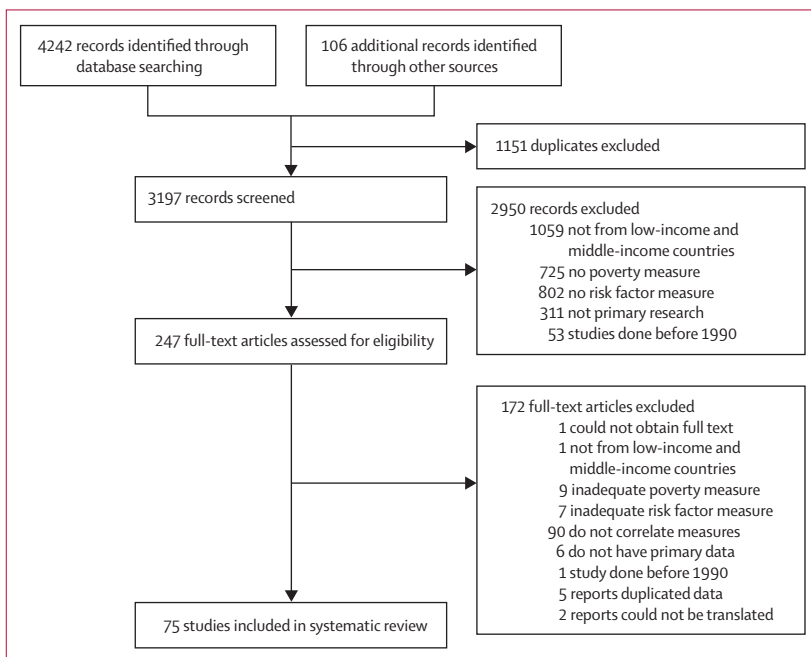 4242 records identified through
database searching
106 additional records identified
through other sources
1151 duplicates excluded
3197 records screened
2950 records excluded
1059 not from low-income and
middle-income countries
725 no poverty measure
802 no risk factor measure
311 not primary research
53 studies done before 1990
247 full-text articles assessed for eligibility
172 full-text articles excluded
1 could not obtain full text
1 not from low-income and
middle-income countries
9 inadequate poverty measure
7 inadequate risk factor measure
90 do not correlate measures
6 do not have primary data
1 study done before 1990
5 reports duplicated data
2 reports could not be translated
75 studies included in systematic review